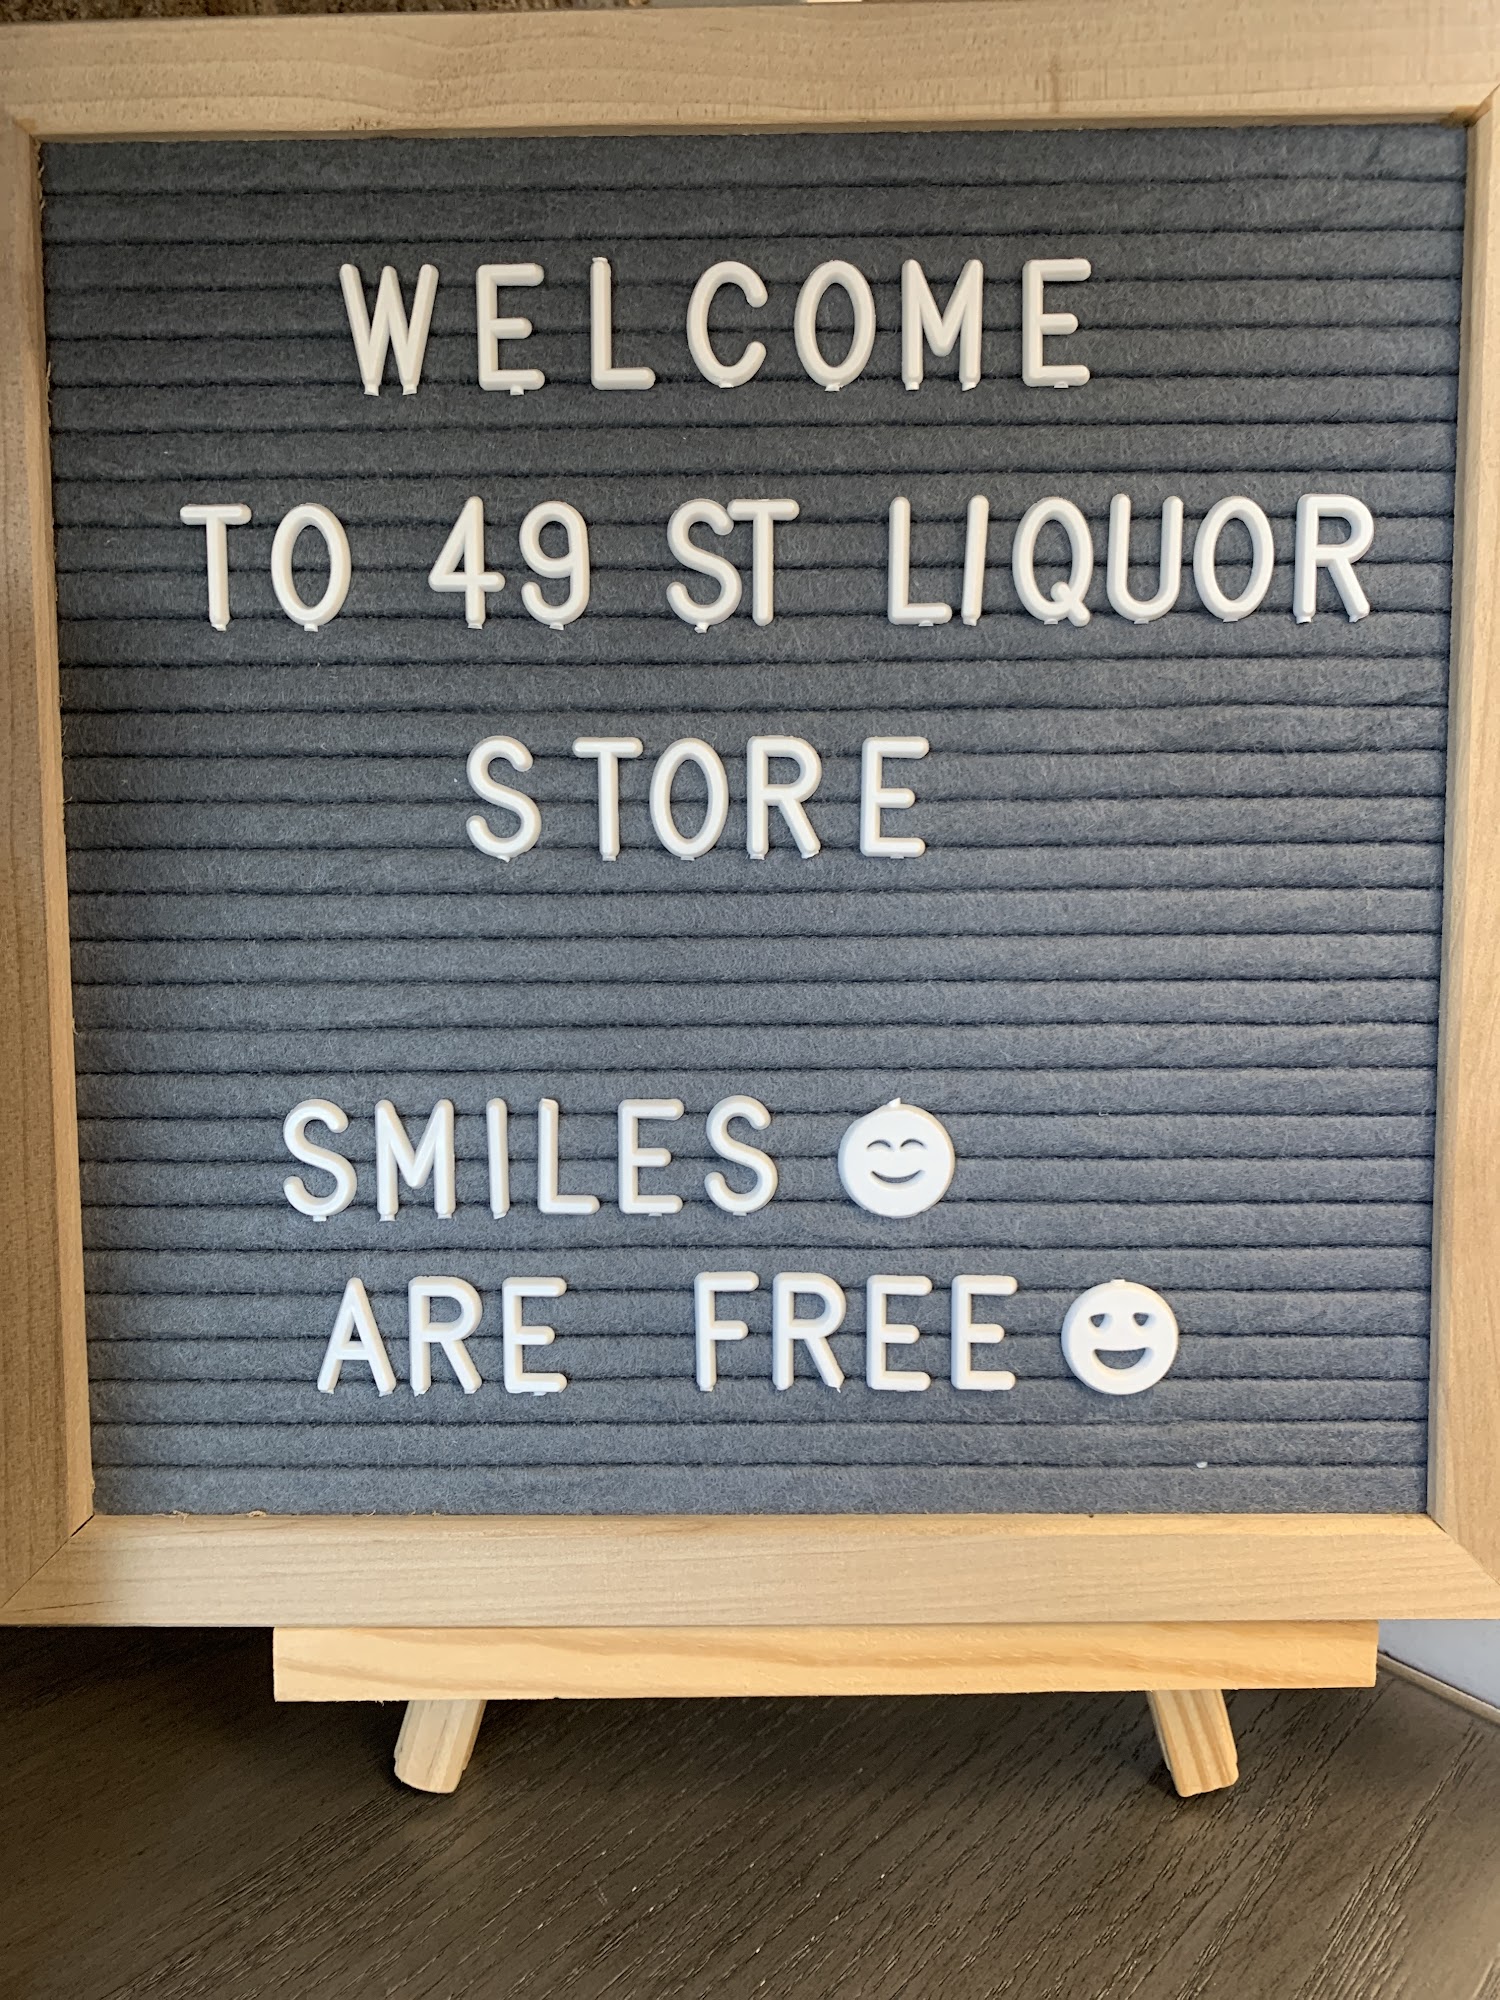 WELCOME
TO 49 ST LIQUOR
STORE
SMILES 😊
ARE FREE 😃